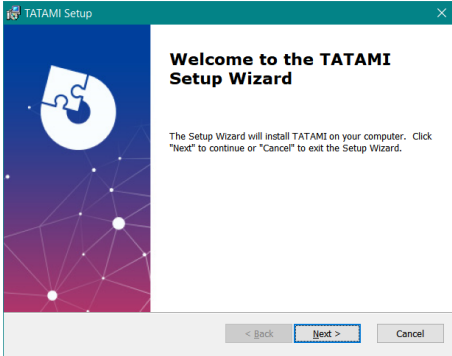 TATAMI Setup
Welcome to the TATAMI
Setup Wizard
The Setup Wizard will install TATAMI on your computer. Click
"Next" to continue or "Cancel" to exit the Setup Wizard.
< Back
Next >
Cancel